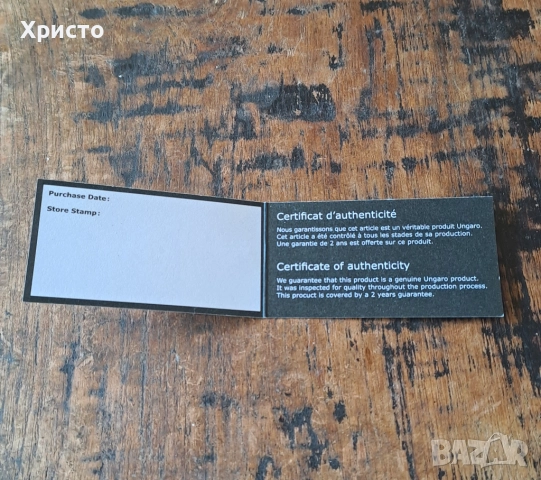 Христо
Purchase Date:
Store Stamp:
Certificat d'authenticité
Nous garantissons que cet article est un véritable produit Ungaro.
Cet article a été contrôlé à tous les stades de sa production.
Une garantie de 2 ans est offerte sur ce produit.
Certificate of authenticity
We guarantee that this product is a genuine Ungaro product.
It was inspected for quality throughout the production process.
This procuct is covered by a 2 years guarantee.
BAZAR